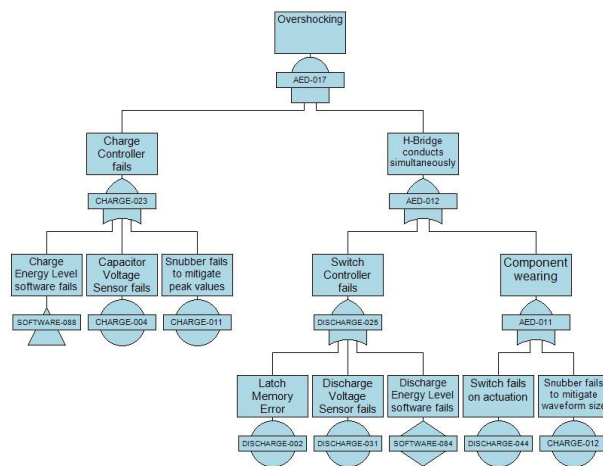 Overshocking
AED-017
Charge
Controller
fails
CHARGE-023
H-Bridge
conducts
simultaneously
AED-012
Charge
Energy Level
software fails
SOFTWARE-088
Capacitor
Voltage
Sensor fails
CHARGE-004
Snubber fails
to mitigate
peak values
CHARGE-011
Switch
Controller
fails
DISCHARGE-025
Component
wearing
AED-011
Latch
Memory
Error
DISCHARGE-002
Discharge
Voltage
Sensor fails
DISCHARGE-031
Discharge
Energy Level
software fails
SOFTWARE-084
Switch fails
on actuation
DISCHARGE-044
Snubber fails
to mitigate
waveform size
CHARGE-012